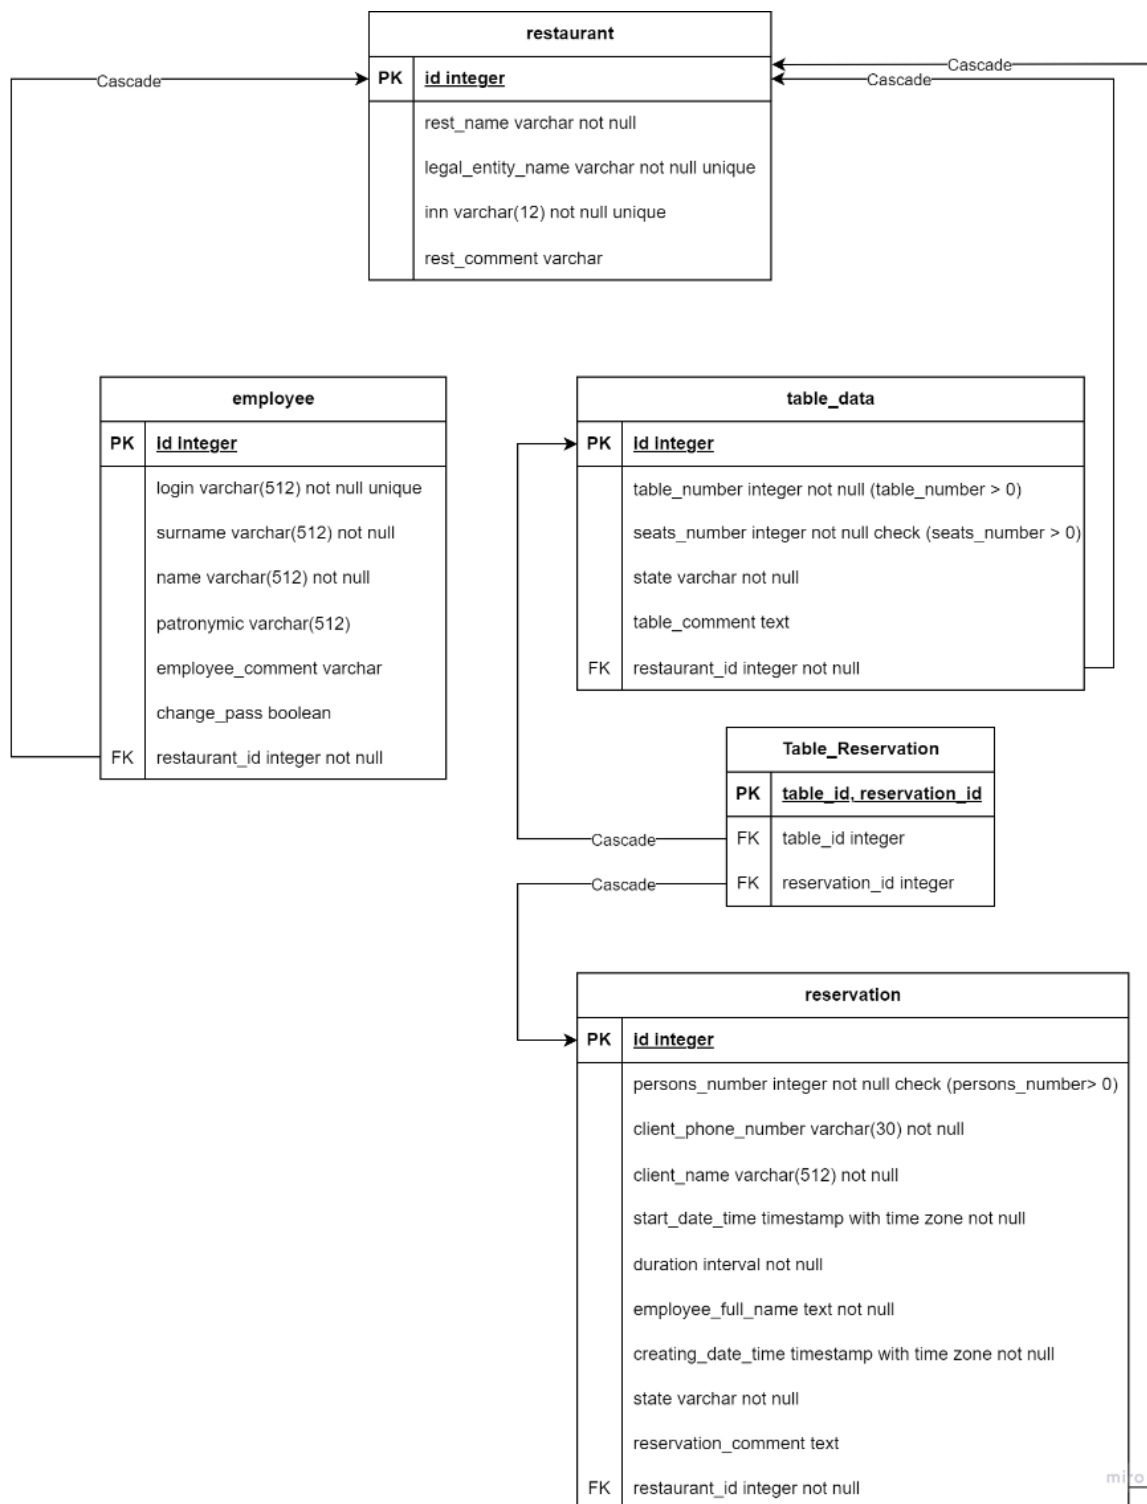 restaurant
PK id integer
rest_name varchar not null
legal_entity_name varchar not null unique
inn varchar(12) not null unique
rest_comment varchar
Cascade
Cascade
Cascade
employee
PK id integer
login varchar(512) not null unique
surname varchar(512) not null
name varchar(512) not null
patronymic varchar(512)
employee_comment varchar
change_pass boolean
FK restaurant_id integer not null
table_data
PK id integer
table_number integer not null (table_number > 0)
seats_number integer not null check (seats_number > 0)
state varchar not null
table_comment text
FK restaurant_id integer not null
Table_Reservation
PK table_id, reservation_id
FK table_id integer
FK reservation_id integer
Cascade
Cascade
reservation
PK id integer
persons_number integer not null check (persons_number> 0)
client_phone_number varchar(30) not null
client_name varchar(512) not null
start_date_time timestamp with time zone not null
duration interval not null
employee_full_name text not null
creating_date_time timestamp with time zone not null
state varchar not null
reservation_comment text
FK restaurant_id integer not null
miro